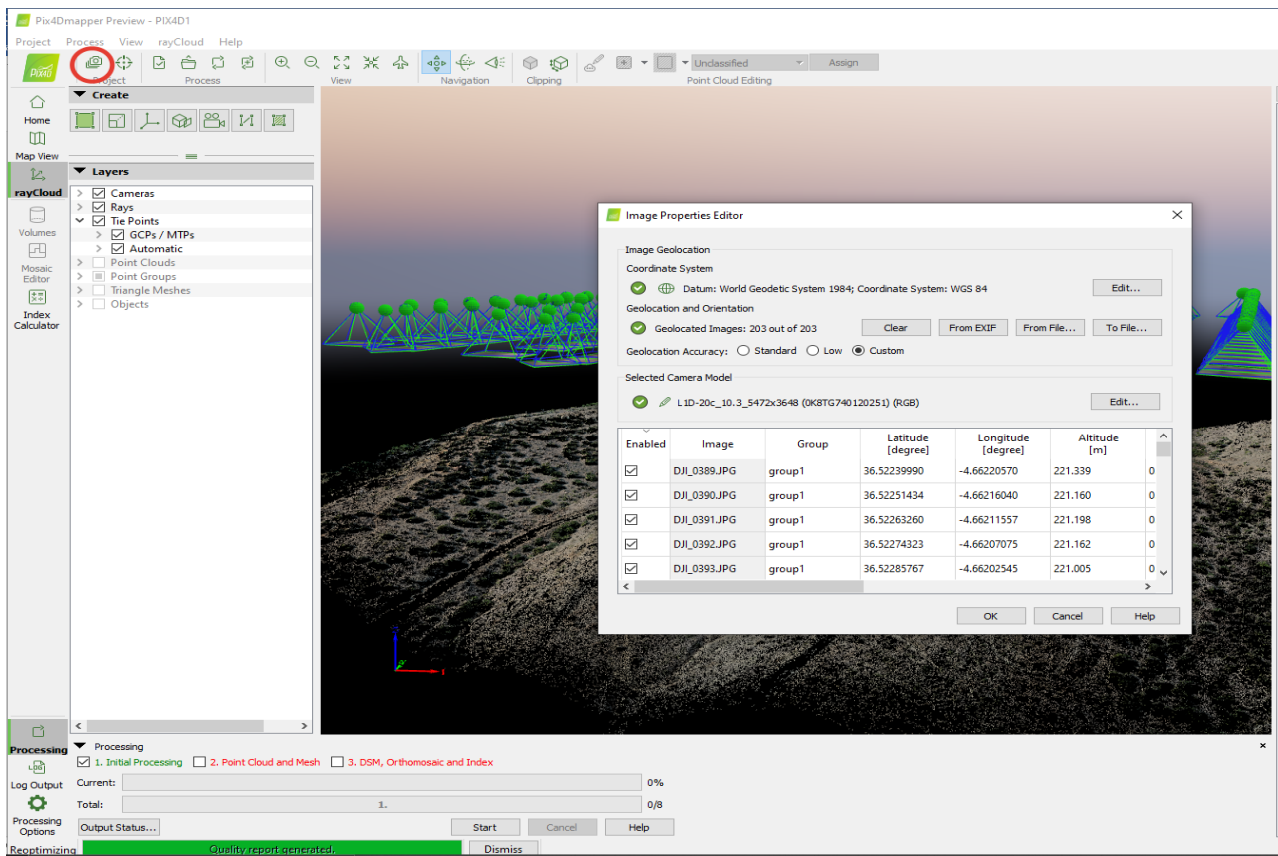 Pix4Dmapper Preview - PIX4D1
Project Process View rayCloud Help
PIX4D
Unclassified Assign
Project Process View Navigation Clipping Point Cloud Editing
Home
Map View
rayCloud
Volumes
Mosaic
Editor
Index
Calculator
Create
Layers
Cameras
Rays
Tie Points
GCPs / MTPs
Automatic
Point Clouds
Point Groups
Triangle Meshes
Objects
Image Properties Editor
Image Geolocation
Coordinate System
Datum: World Geodetic System 1984; Coordinate System: WGS 84 Edit...
Geolocation and Orientation
Geolocated Images: 203 out of 203 Clear From EXIF From File... To File...
Geolocation Accuracy: Standard Low Custom
Selected Camera Model
L1D-20c_10.3_5472x3648 (0K8TG740120251) (RGB) Edit...
Enabled Image Group Latitude [degree] Longitude [degree] Altitude [m]
DJI_0389.JPG group1 36.52239990 -4.66220570 221.339 0
DJI_0390.JPG group1 36.52251434 -4.66216040 221.160 0
DJI_0391.JPG group1 36.52263260 -4.66211557 221.198 0
DJI_0392.JPG group1 36.52274323 -4.66207075 221.162 0
DJI_0393.JPG group1 36.52285767 -4.66202545 221.005 0
OK Cancel Help
Processing
Log Output
Processing
Options
Processing
1. Initial Processing 2. Point Cloud and Mesh 3. DSM, Orthomosaic and Index
Current: 0%
Total: 1. 0/8
Output Status... Start Cancel Help
Reoptimizing Quality report generated. Dismiss